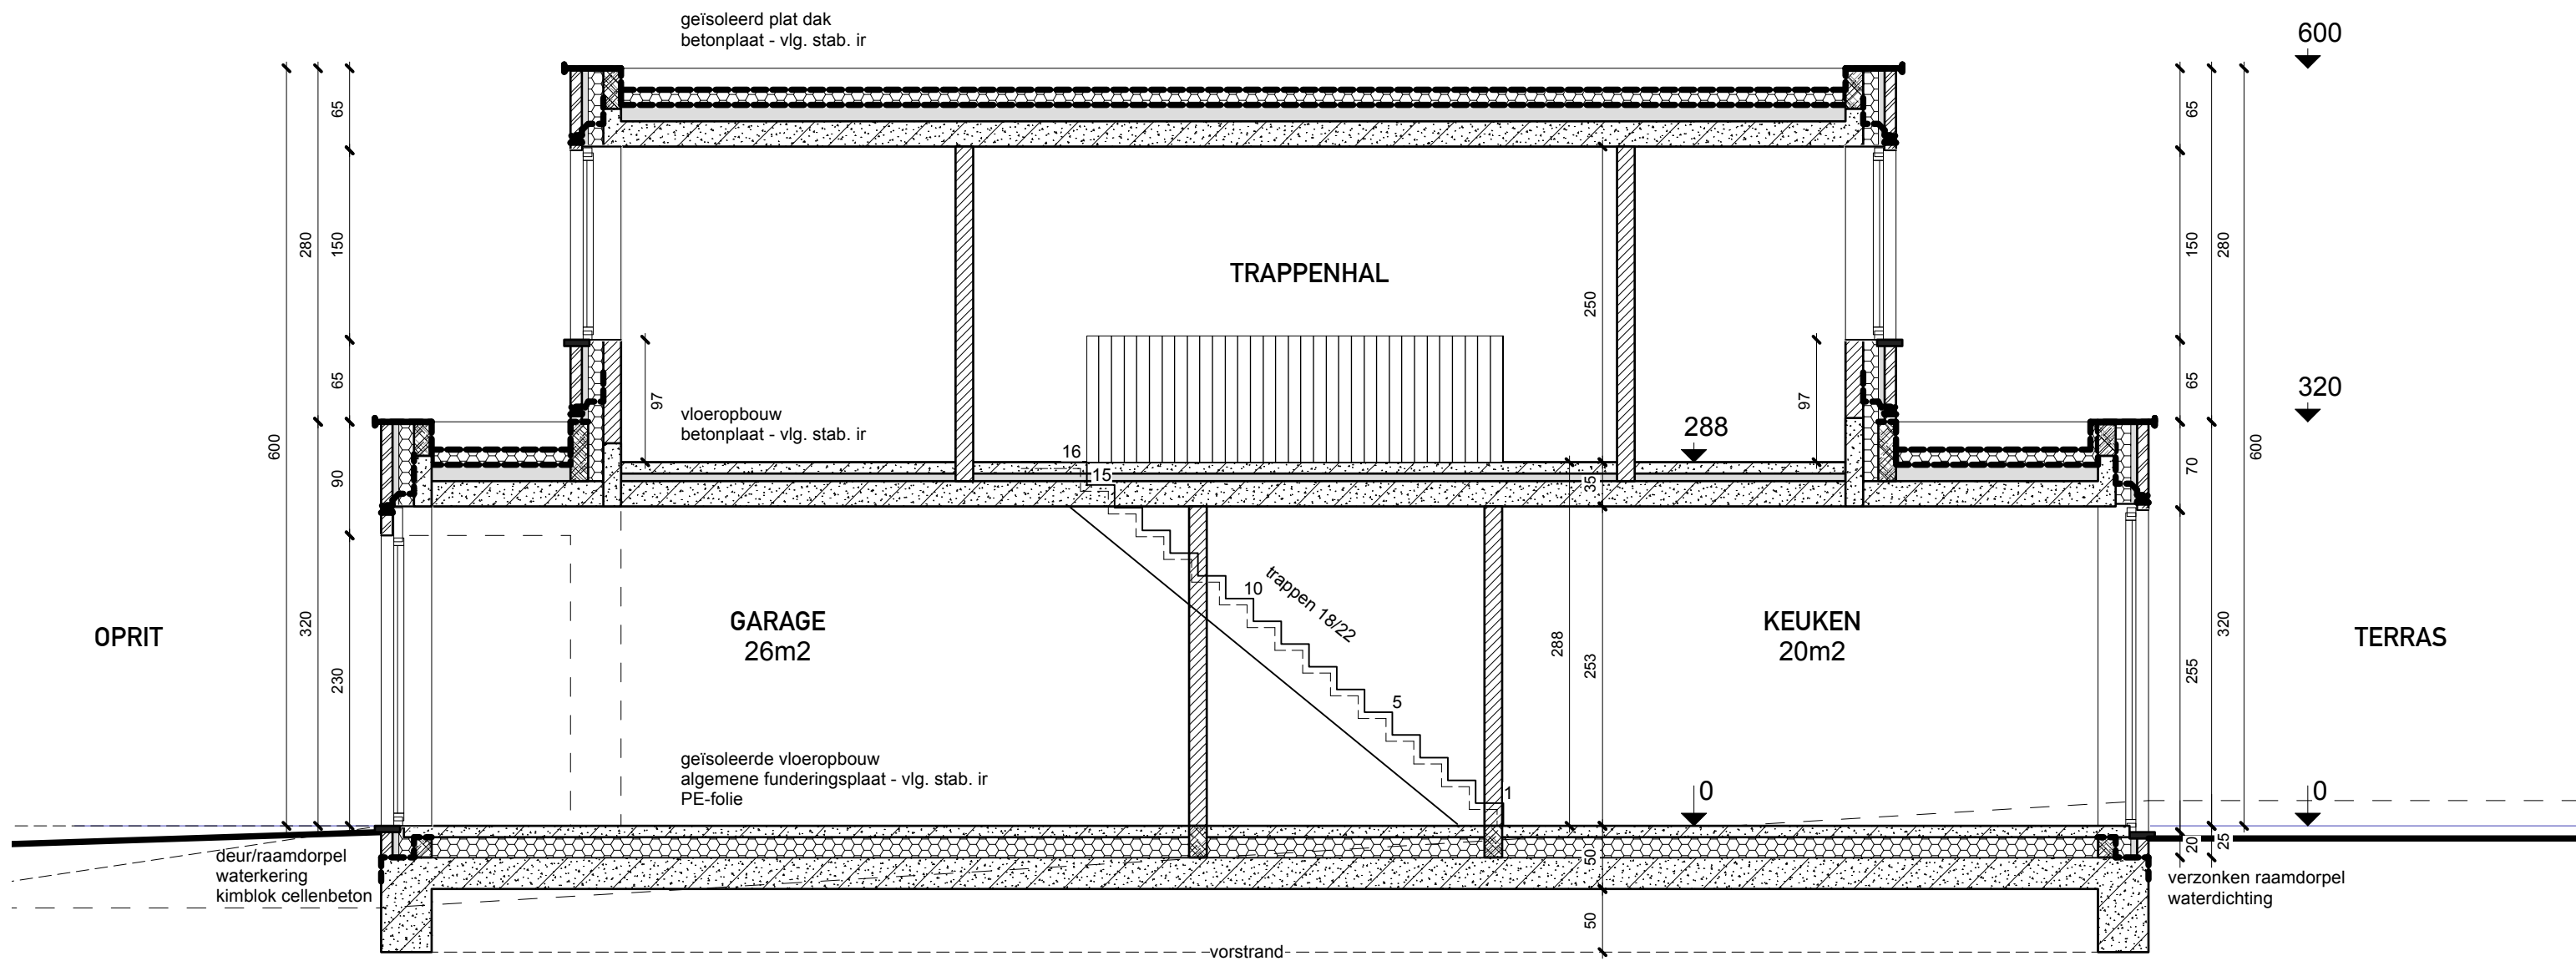 geïsoleerd plat dak
betonplaat - vlg. stab. ir
600
65
65
280
150
TRAPPENHAL
250
150
280
65
97
vloeropbouw
betonplaat - vlg. stab. ir
97
65
320
288
600
90
16
15
35
70
600
320
230
OPRIT
GARAGE
26m2
10
trappen 18/22
5
288
253
KEUKEN
20m2
255
320
TERRAS
geïsoleerde vloeropbouw
algemene funderingsplaat - vlg. stab. ir
PE-folie
1
0
0
deur/raamdorpel
waterkering
kimblok cellenbeton
50
20
25
verzonken raamdorpel
waterdichting
50
vorstrand